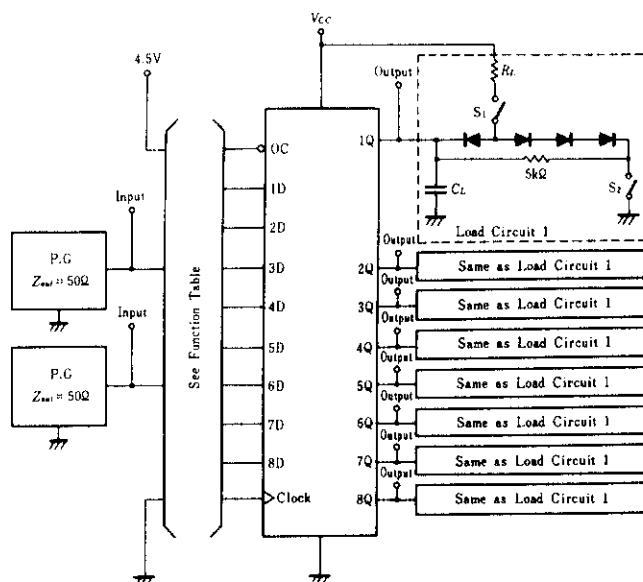 VCC
4.5V
Output
RL
S1
OC
1Q
1D
5kΩ
Input
CL
S2
2D
Load Circuit 1
Output
P.G
Zout = 50Ω
3D
2Q
Same as Load Circuit 1
Output
Input
See Function Table
4D
3Q
Same as Load Circuit 1
Output
5D
4Q
Same as Load Circuit 1
Output
P.G
Zout = 50Ω
6D
5Q
Same as Load Circuit 1
Output
7D
6Q
Same as Load Circuit 1
Output
8D
7Q
Same as Load Circuit 1
Output
Clock
8Q
Same as Load Circuit 1